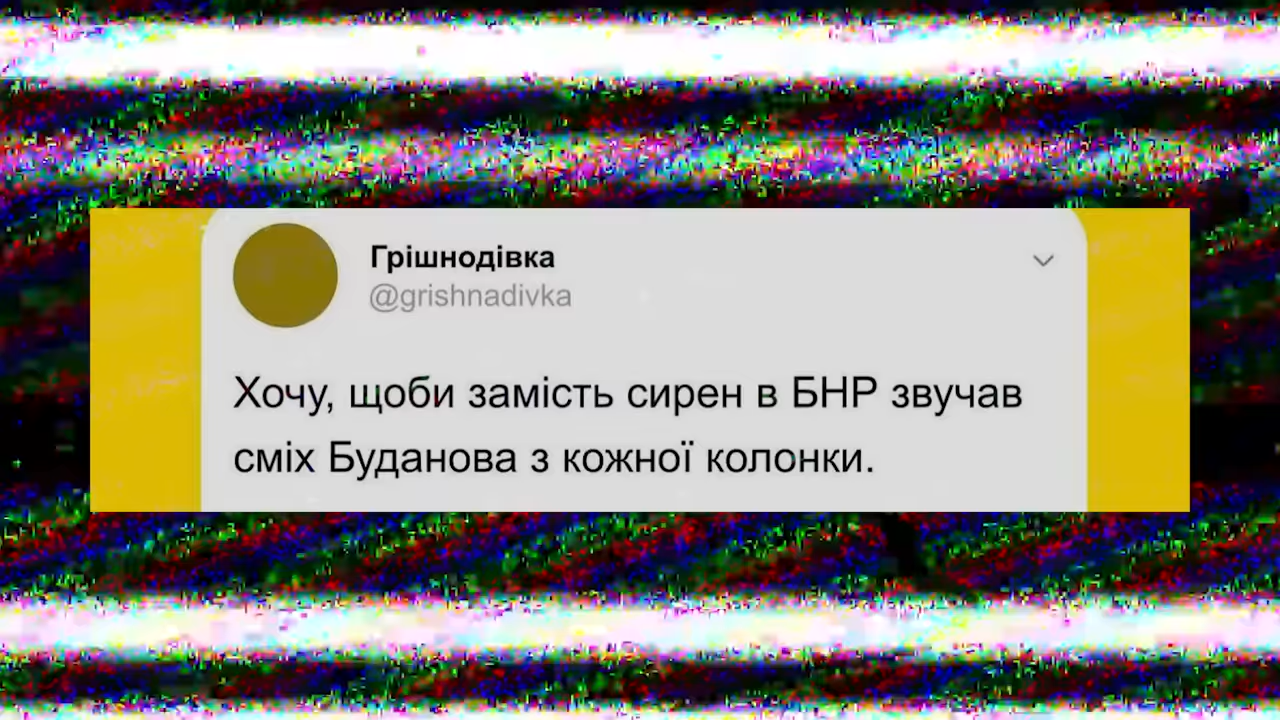 Грішнодівка
@grishnadivka
Хочу, щоби замість сирен в БНР звучав
сміх Буданова з кожної колонки.